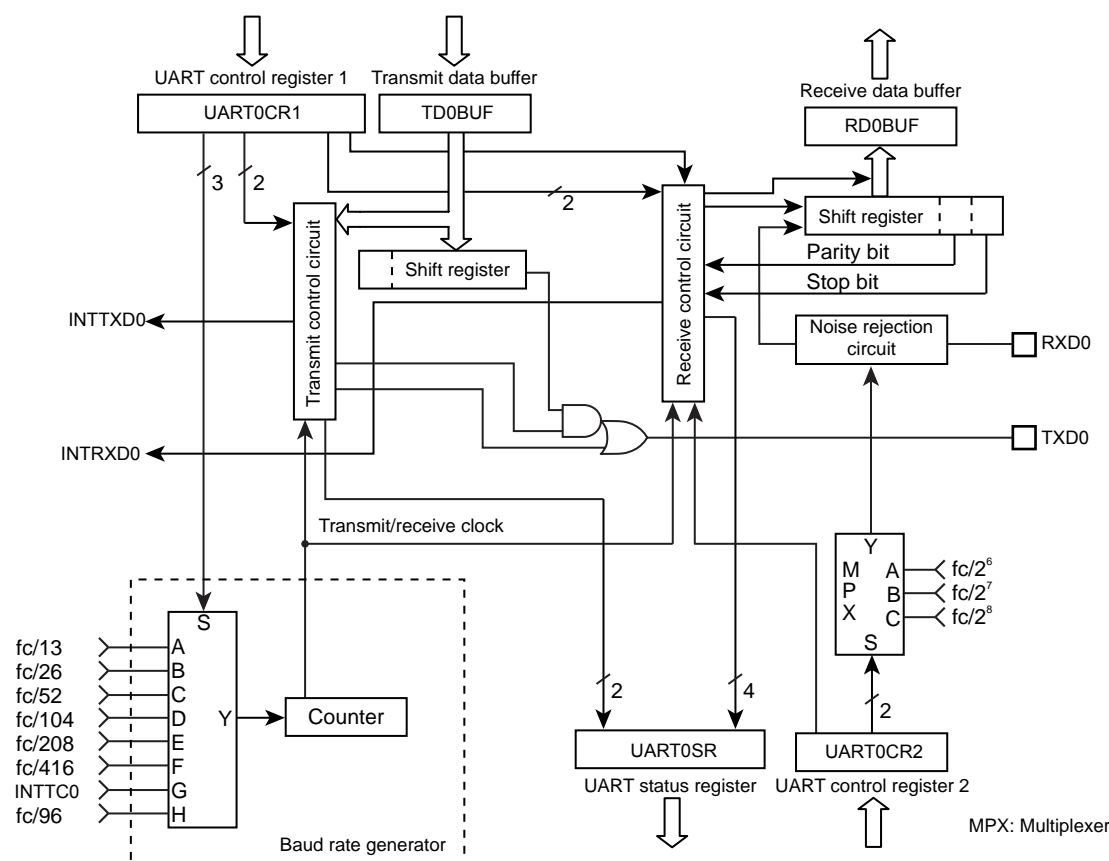 UART control register 1
Transmit data buffer
Receive data buffer
UART0CR1
TD0BUF
RD0BUF
3
2
2
Transmit control circuit
Shift register
Receive control circuit
Shift register
Parity bit
Stop bit
INTTXD0
Noise rejection
circuit
RXD0
INTRXD0
TXD0
Transmit/receive clock
Y
M
P
X
A
B
C
S
fc/2⁶
fc/2⁷
fc/2⁸
S
fc/13
A
fc/26
B
fc/52
C
fc/104
D
fc/208
E
fc/416
F
INTTC0
G
fc/96
H
Y
Counter
2
4
2
UART0SR
UART0CR2
UART status register
UART control register 2
Baud rate generator
MPX: Multiplexer